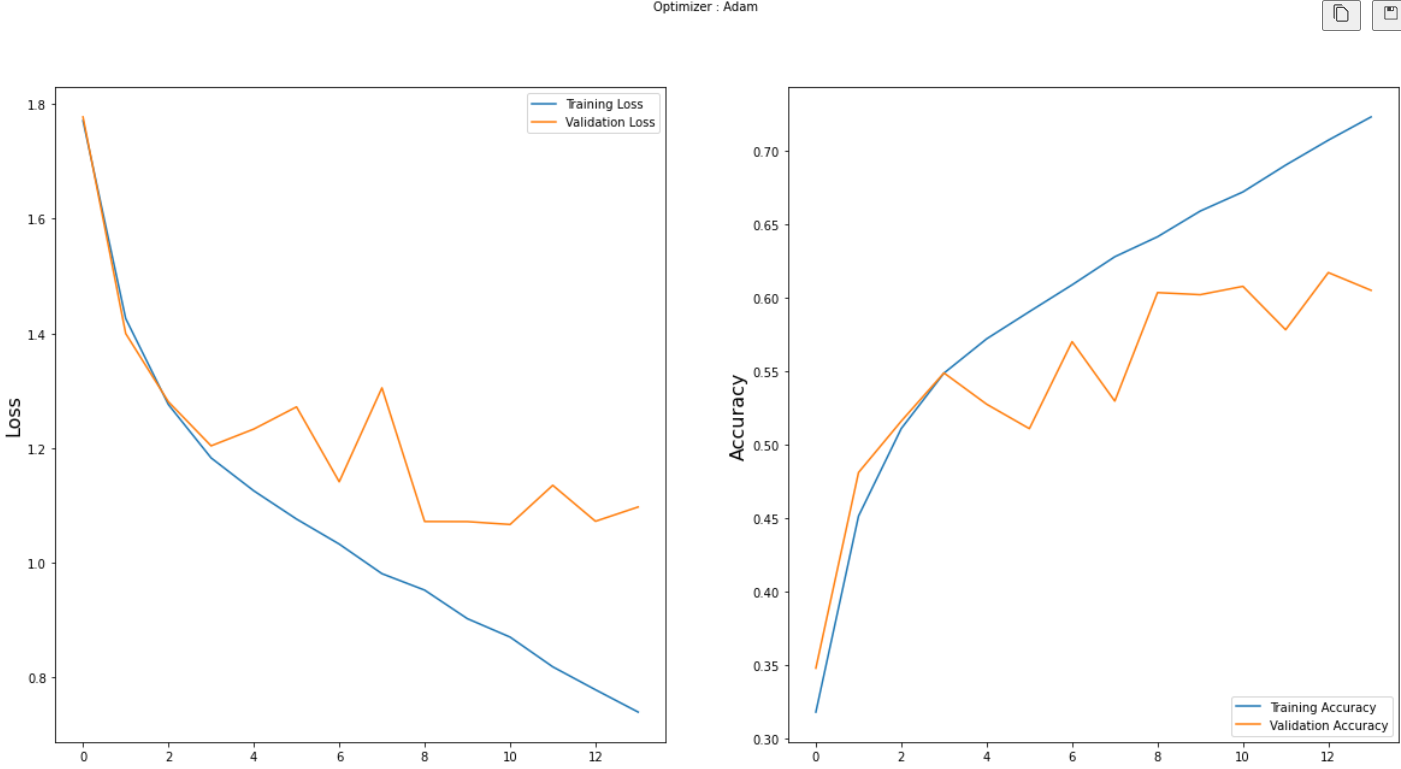 Optimizer : Adam
Loss
1.8
1.6
1.4
1.2
1.0
0.8
0 2 4 6 8 10 12
Training Loss
Validation Loss
Accuracy
0.70
0.65
0.60
0.55
0.50
0.45
0.40
0.35
0.30
0 2 4 6 8 10 12
Training Accuracy
Validation Accuracy